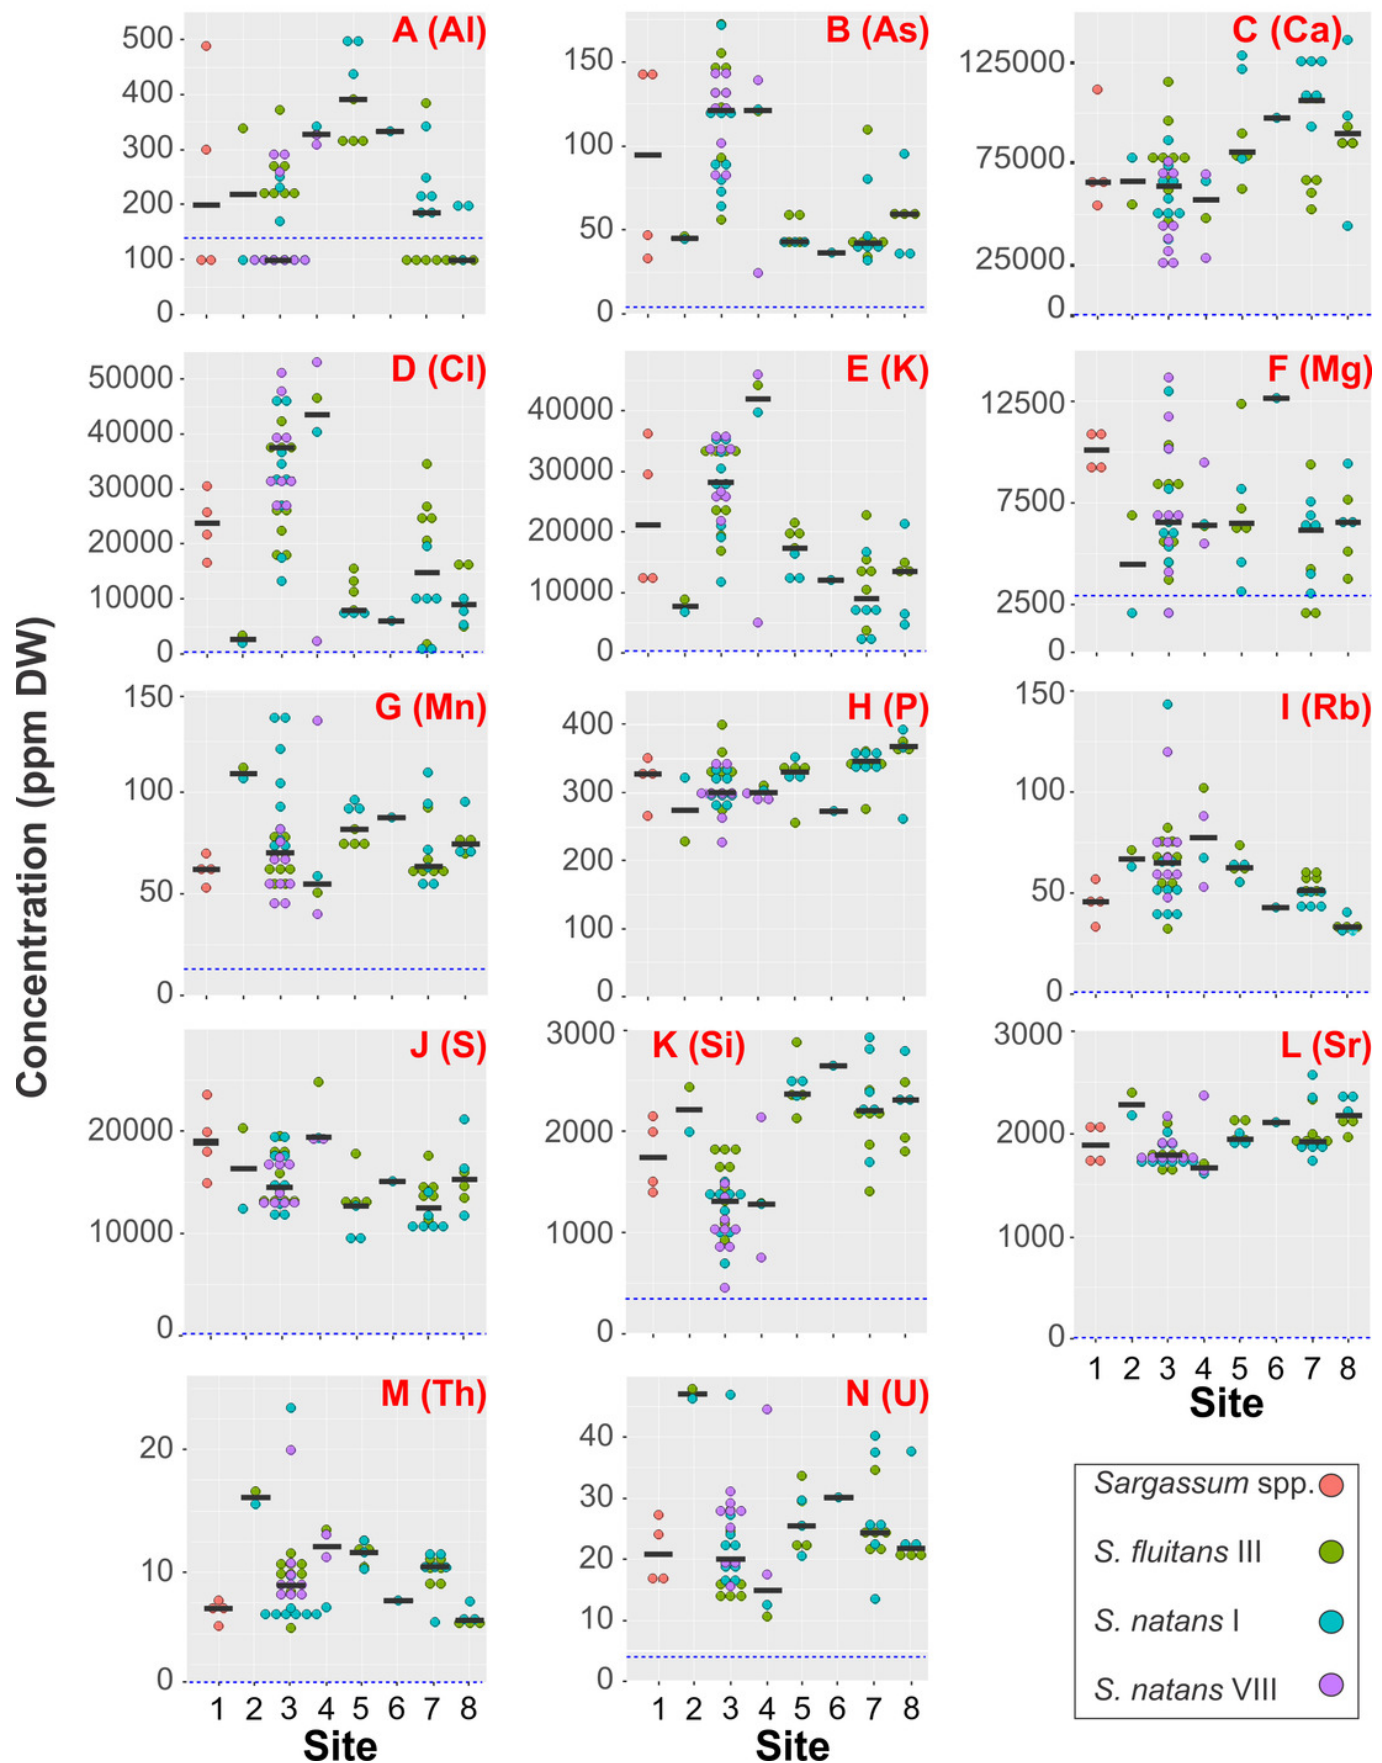 Concentration (ppm DW)
A (Al)
500
400
300
200
100
0
B (As)
150
100
50
0
C (Ca)
125000
75000
25000
0
D (Cl)
50000
40000
30000
20000
10000
0
E (K)
40000
30000
20000
10000
0
F (Mg)
12500
7500
2500
0
G (Mn)
150
100
50
0
H (P)
400
300
200
100
0
I (Rb)
150
100
50
0
J (S)
20000
10000
0
K (Si)
3000
2000
1000
0
L (Sr)
3000
2000
1000
0
1 2 3 4 5 6 7 8
Site
M (Th)
20
10
0
1 2 3 4 5 6 7 8
Site
N (U)
40
30
20
10
0
1 2 3 4 5 6 7 8
Site
Sargassum spp.
S. fluitans III
S. natans I
S. natans VIII